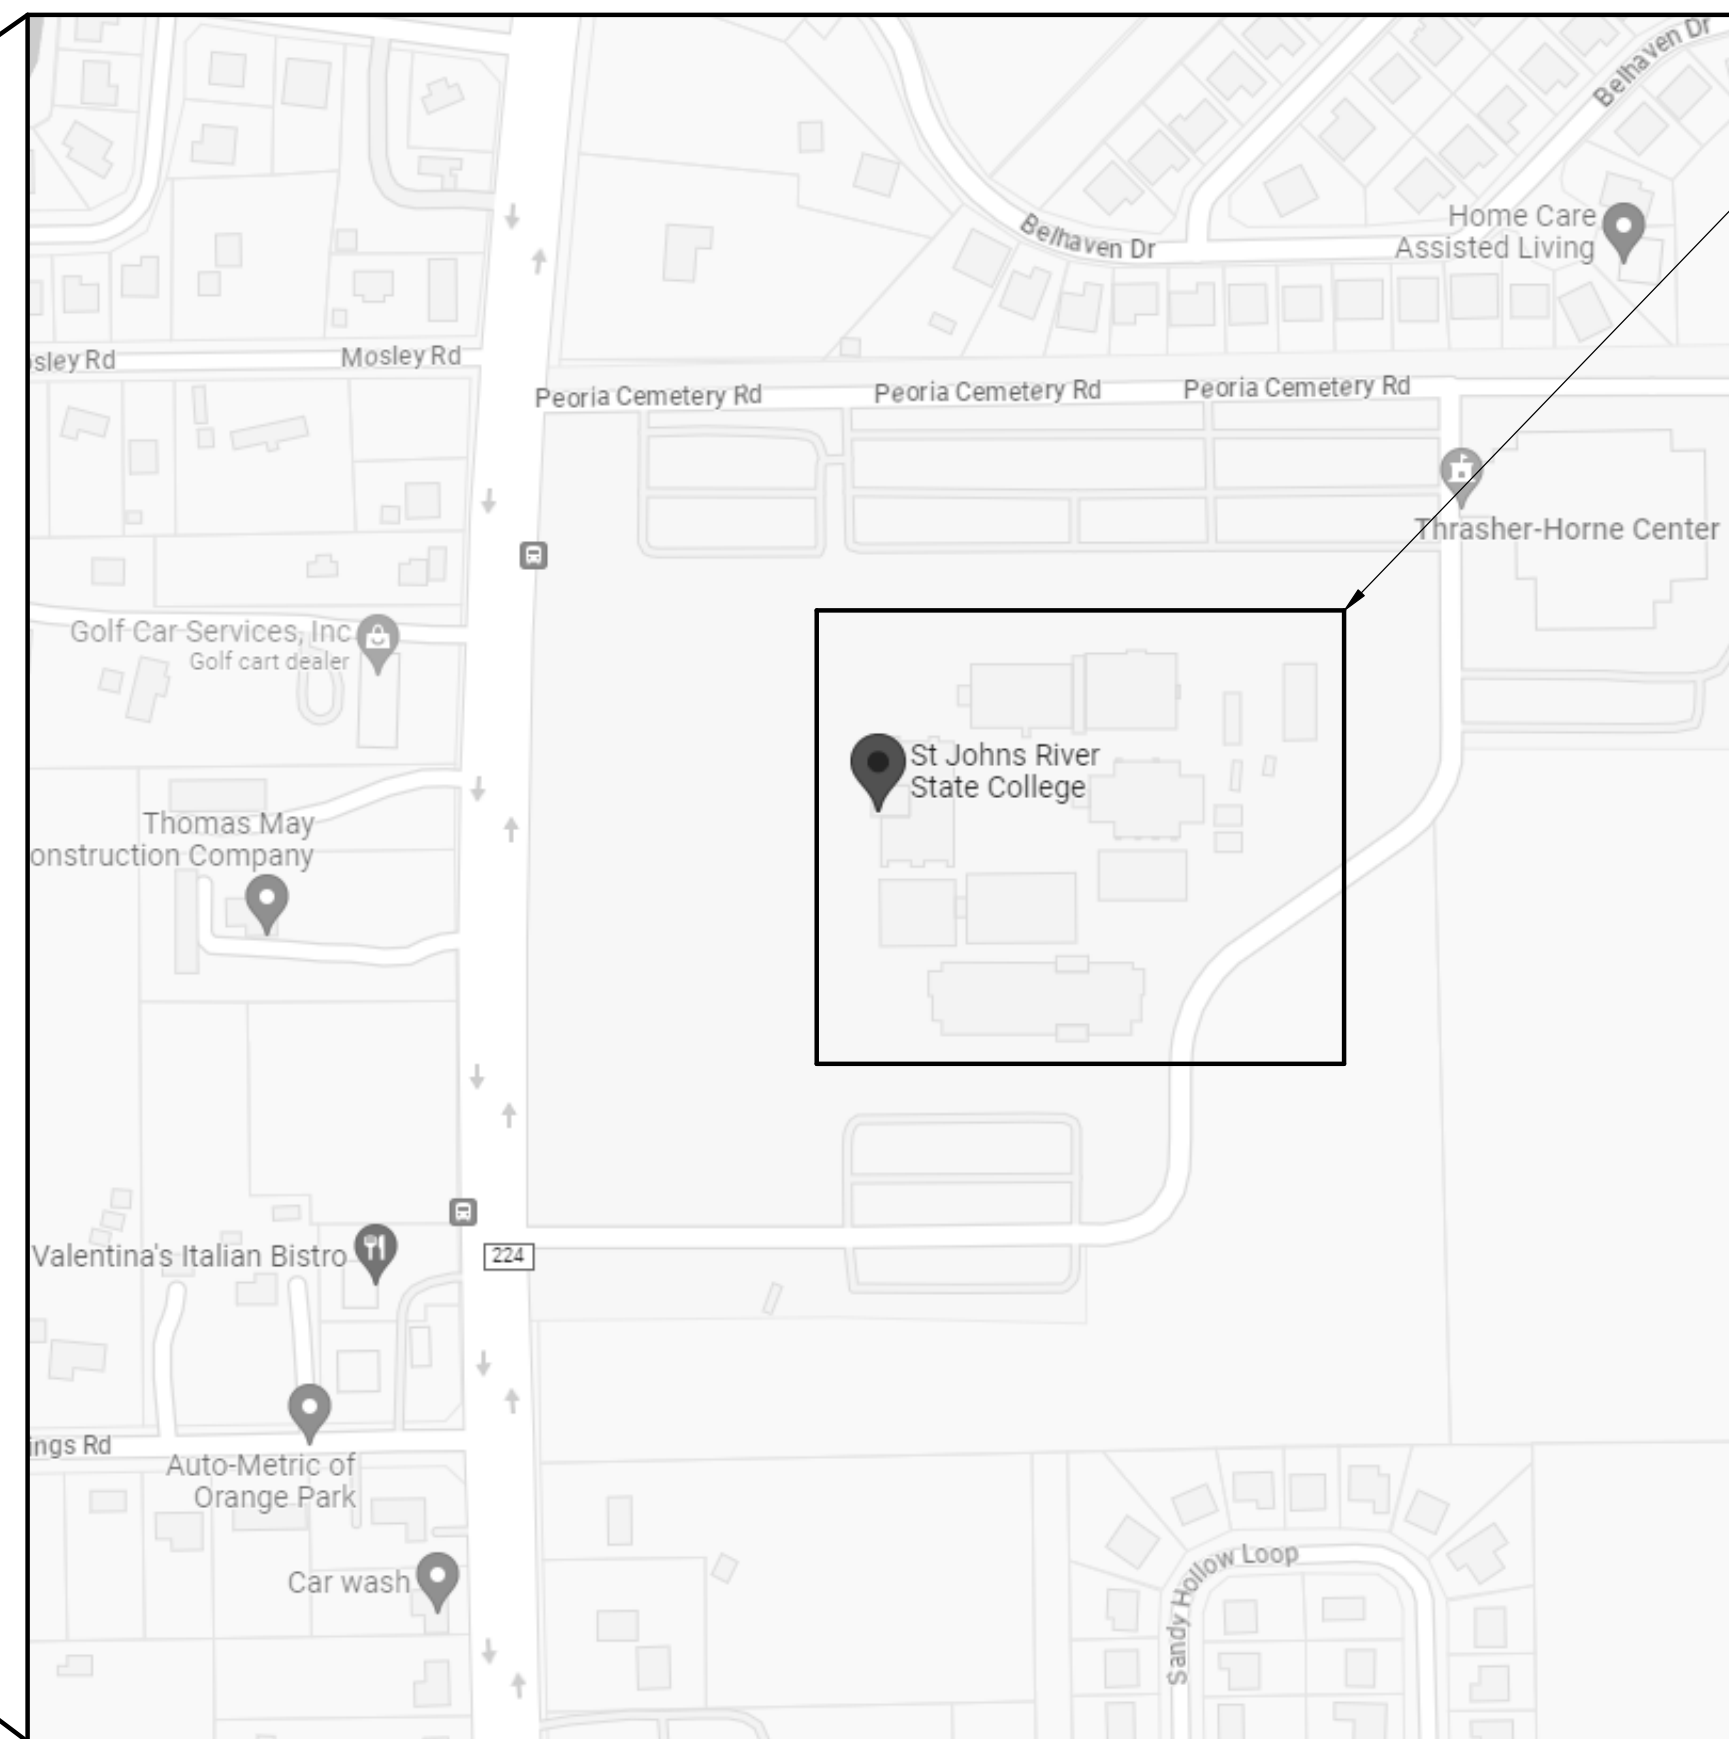 Belhaven Dr
Home Care
Assisted Living
Belhaven Dr
osley Rd
Mosley Rd
Peoria Cemetery Rd
Peoria Cemetery Rd
Peoria Cemetery Rd
Thrasher-Horne Center
Golf Car Services, Inc
Golf cart dealer
St Johns River
State College
Thomas May
onstruction Company
224
Valentina's Italian Bistro
ings Rd
Auto-Metric of
Orange Park
Car wash
Sandy Hollow Loop